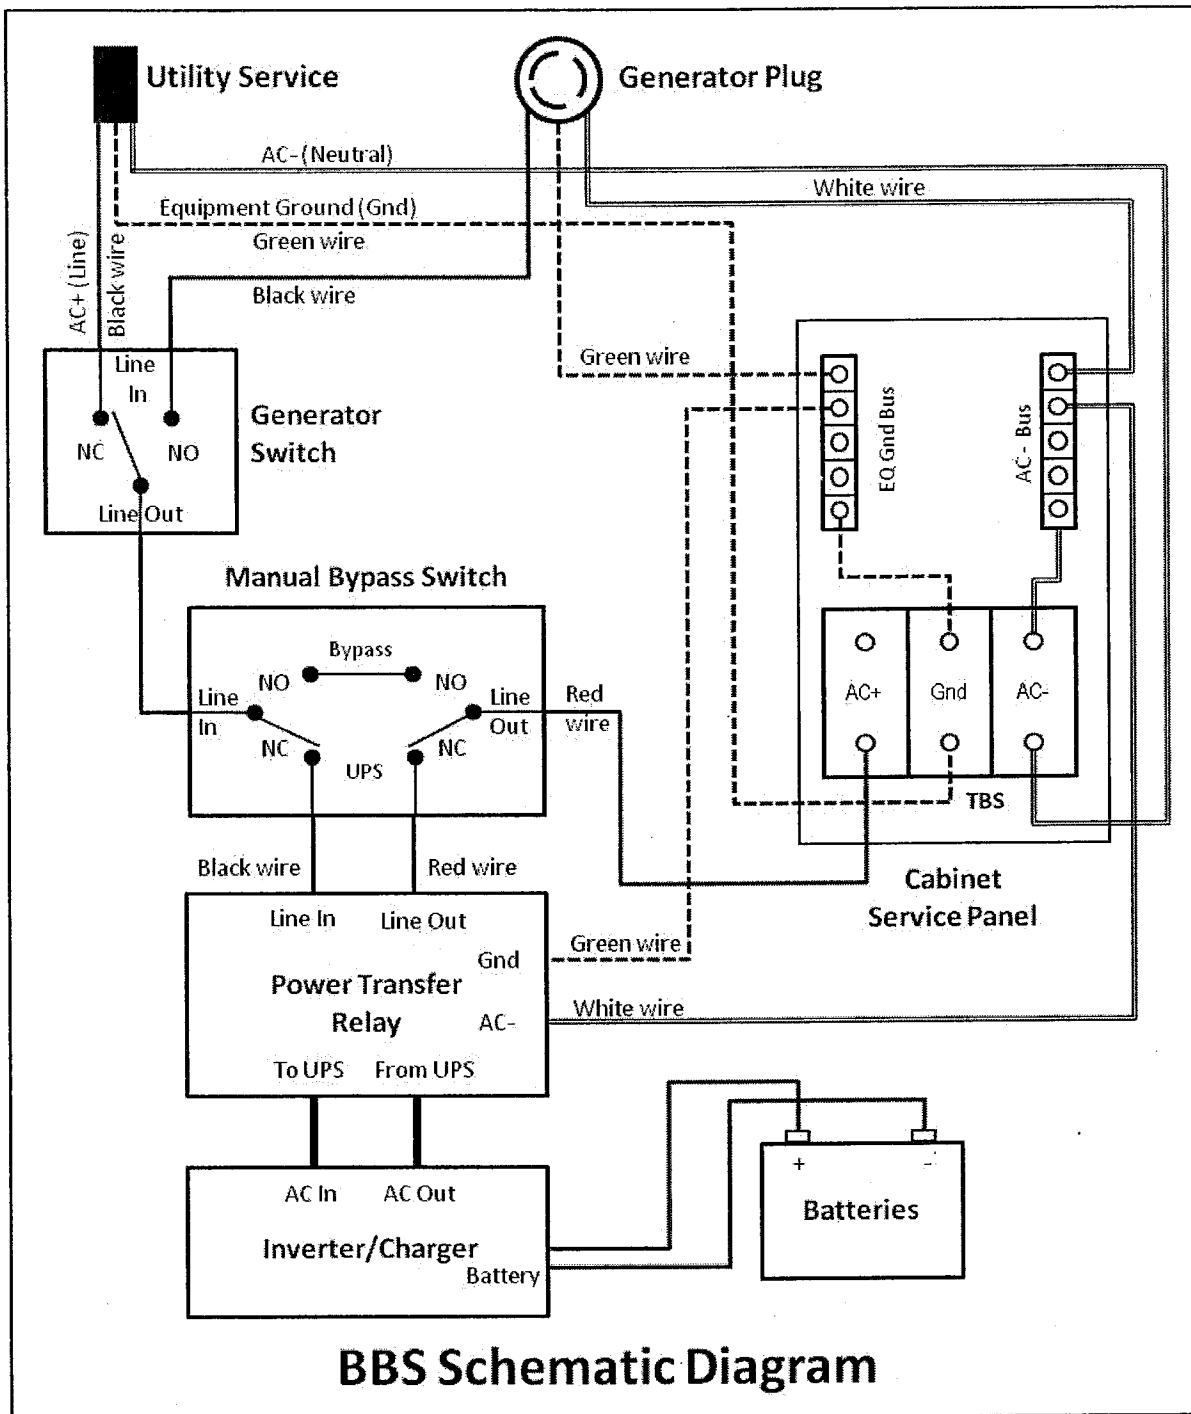 Utility Service
Generator Plug
AC- (Neutral)
White wire
Equipment Ground (Gnd)
Green wire
AC+ (Line)
Black wire
Black wire
Green wire
Line
In
NC
NO
Line Out
Generator
Switch
EQ Gnd Bus
AC - Bus
Manual Bypass Switch
Bypass
NO
NO
Line
In
Line
Out
NC
NC
UPS
Red
wire
AC+
Gnd
AC-
TBS
Black wire
Red wire
Cabinet
Service Panel
Line In
Line Out
Gnd
Green wire
Power Transfer
Relay
AC-
White wire
To UPS
From UPS
AC In
AC Out
Inverter/Charger
Battery
+
-
Batteries
BBS Schematic Diagram